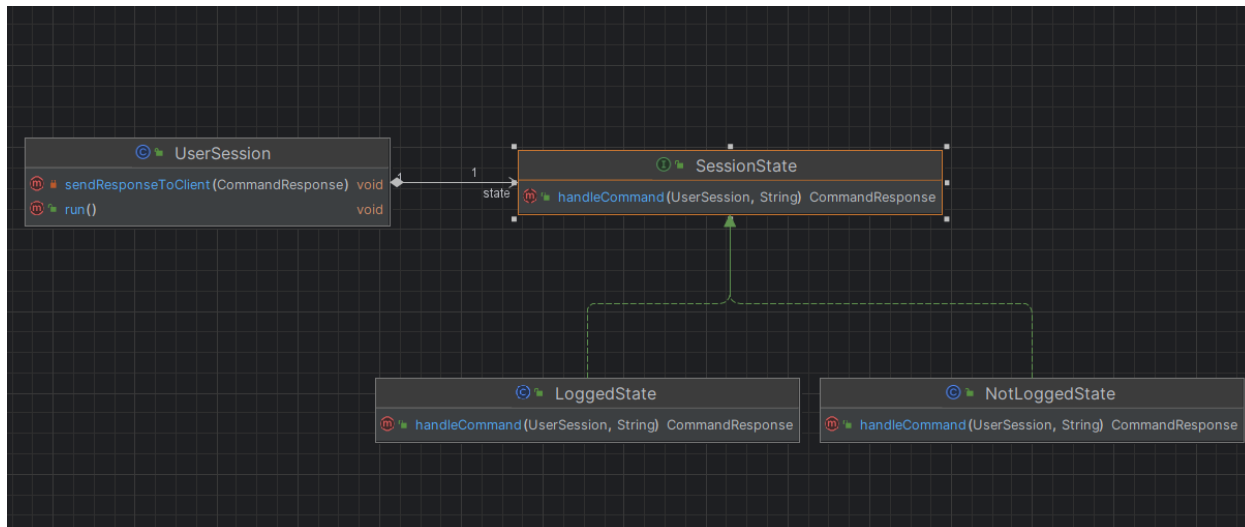 UserSession
sendResponseToClient(CommandResponse) void
run() void
1
1
state
SessionState
handleCommand(UserSession, String) CommandResponse
LoggedState
handleCommand(UserSession, String) CommandResponse
NotLoggedState
handleCommand(UserSession, String) CommandResponse